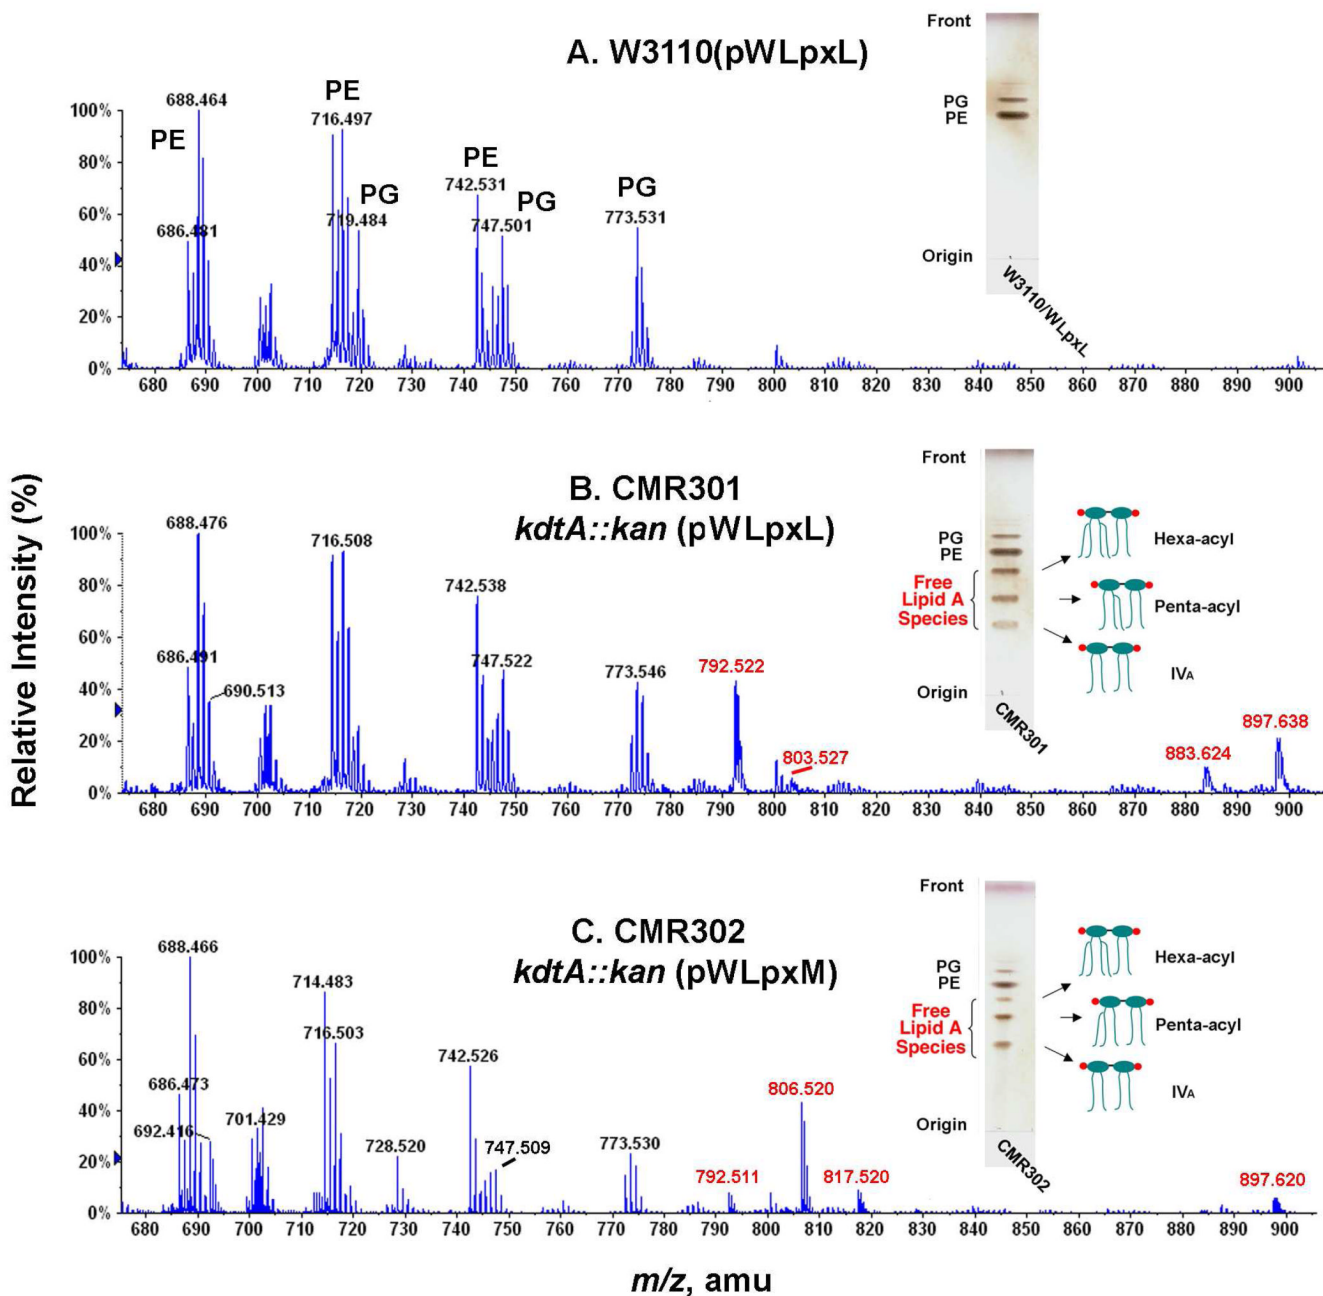 A. W3110(pWLpxL)
Front
PG
PE
Origin
W3110/WLpxL
100%
80%
60%
40%
20%
0%
PE
688.464
686.481
PE
716.497
PG
719.484
PE
742.531
PG
747.501
PG
773.531
680 690 700 710 720 730 740 750 760 770 780 790 800 810 820 830 840 850 860 870 880 890 900
Relative Intensity (%)
B. CMR301
kdtA::kan (pWLpxL)
Front
PG
PE
Free
Lipid A
Species
Origin
CMR301
Hexa-acyl
Penta-acyl
IVA
100%
80%
60%
40%
20%
0%
688.476
686.491
690.513
716.508
742.538
747.522
773.546
792.522
803.527
883.624
897.638
680 690 700 710 720 730 740 750 760 770 780 790 800 810 820 830 840 850 860 870 880 890 900
C. CMR302
kdtA::kan (pWLpxM)
Front
PG
PE
Free
Lipid A
Species
Origin
CMR302
Hexa-acyl
Penta-acyl
IVA
100%
80%
60%
40%
20%
0%
688.466
686.473
692.416
701.429
714.483
716.503
728.520
742.526
747.509
773.530
792.511
806.520
817.520
897.620
680 690 700 710 720 730 740 750 760 770 780 790 800 810 820 830 840 850 860 870 880 890 900
m/z, amu